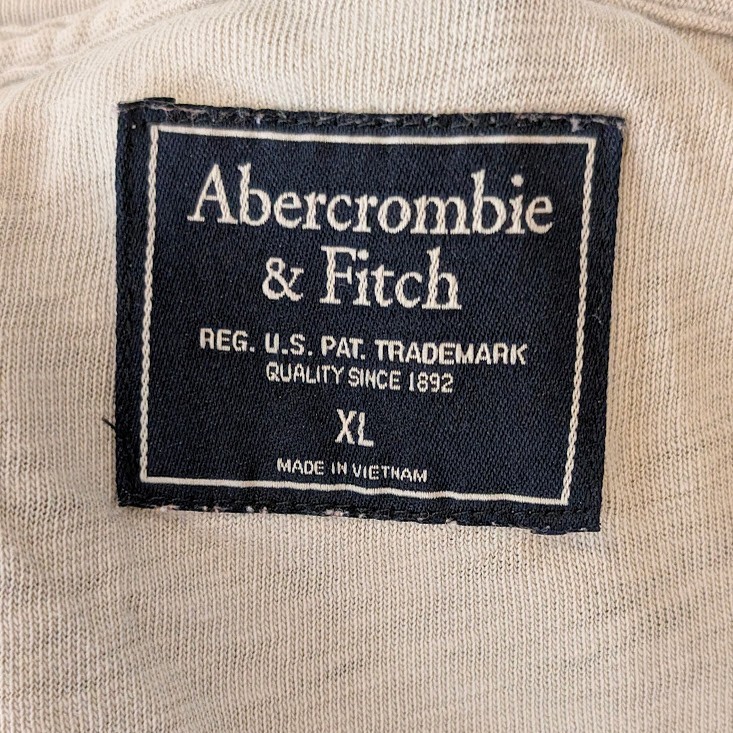 Abercrombie
& Fitch
REG. U.S. PAT. TRADEMARK
QUALITY SINCE 1892
XL
MADE IN VIETNAM